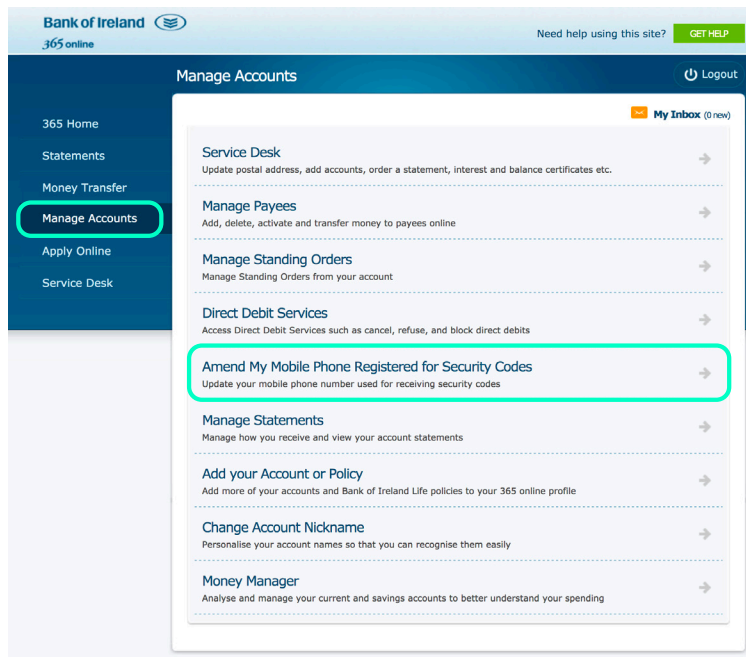 Bank of Ireland
365 online
Need help using this site?
GET HELP
Manage Accounts
Logout
My Inbox (0 new)
365 Home
Statements
Money Transfer
Manage Accounts
Apply Online
Service Desk
Service Desk
Update postal address, add accounts, order a statement, interest and balance certificates etc.
Manage Payees
Add, delete, activate and transfer money to payees online
Manage Standing Orders
Manage Standing Orders from your account
Direct Debit Services
Access Direct Debit Services such as cancel, refuse, and block direct debits
Amend My Mobile Phone Registered for Security Codes
Update your mobile phone number used for receiving security codes
Manage Statements
Manage how you receive and view your account statements
Add your Account or Policy
Add more of your accounts and Bank of Ireland Life policies to your 365 online profile
Change Account Nickname
Personalise your account names so that you can recognise them easily
Money Manager
Analyse and manage your current and savings accounts to better understand your spending